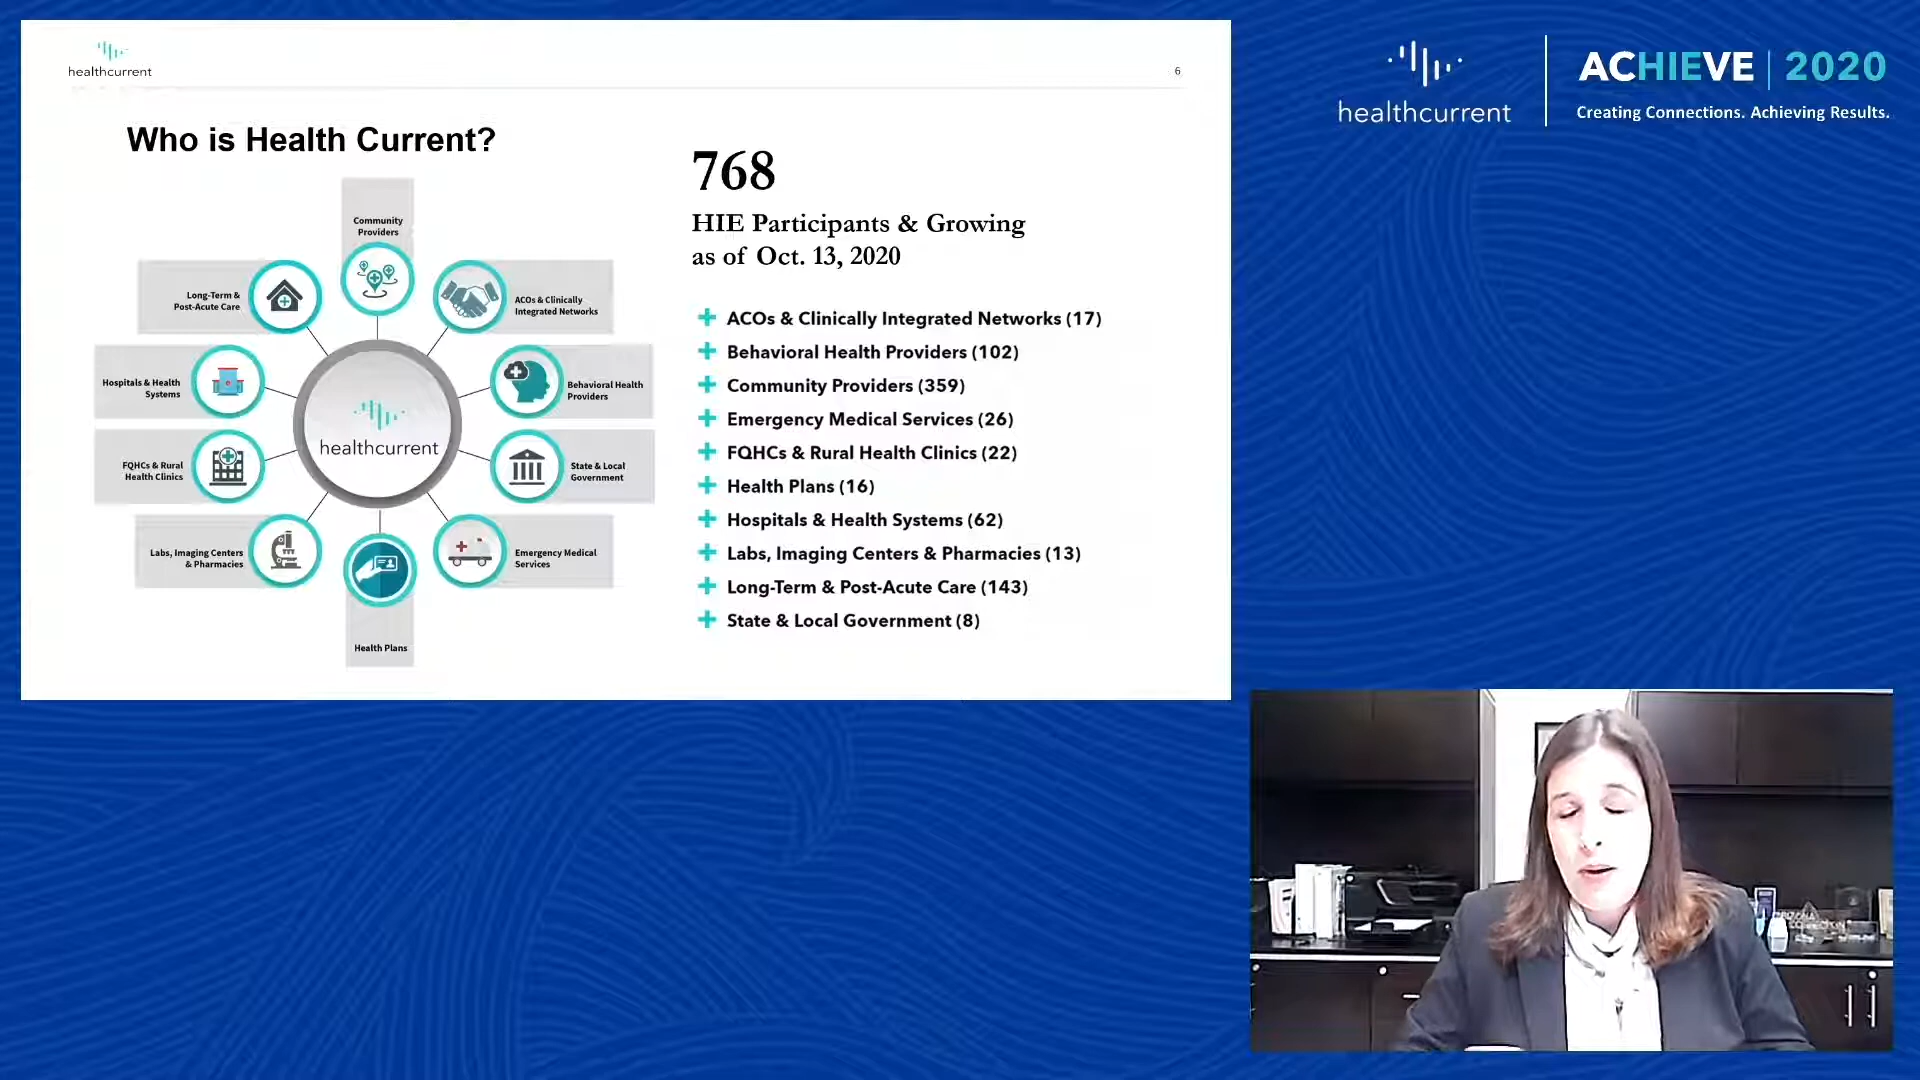 healthcurrent
6
Who is Health Current?
Community
Providers
Long-Term &
Post-Acute Care
ACOs & Clinically
Integrated Networks
Hospitals & Health
Systems
Behavioral Health
Providers
healthcurrent
FQHCs & Rural
Health Clinics
State & Local
Government
Labs, Imaging Centers
& Pharmacies
Emergency Medical
Services
Health Plans
768
HIE Participants & Growing
as of Oct. 13, 2020
ACOs & Clinically Integrated Networks (17)
Behavioral Health Providers (102)
Community Providers (359)
Emergency Medical Services (26)
FQHCs & Rural Health Clinics (22)
Health Plans (16)
Hospitals & Health Systems (62)
Labs, Imaging Centers & Pharmacies (13)
Long-Term & Post-Acute Care (143)
State & Local Government (8)
healthcurrent
ACHIEVE | 2020
Creating Connections. Achieving Results.